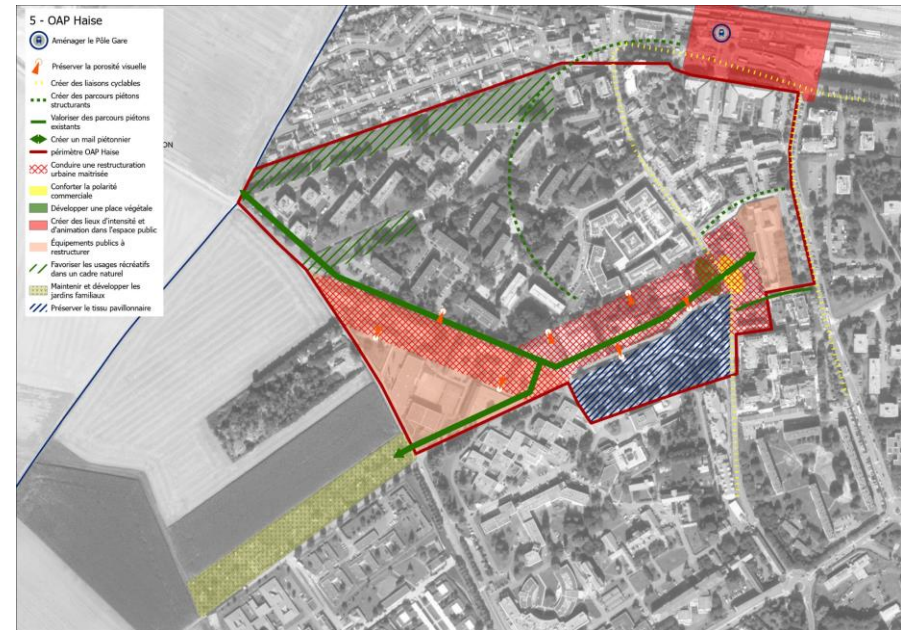 5 - OAP Haise
Aménager le Pôle Gare
Préserver la porosité visuelle
Créer des liaisons cyclables
Créer des parcours piétons
structurants
Valoriser des parcours piétons
existants
Créer un mail piétonnier
périmètre OAP Haise
Conduire une restructuration
urbaine maitrisée
Conforter la polarité
commerciale
Développer une place végétale
Créer des lieux d'intensité et
d'animation dans l'espace public
Équipements publics à
restructurer
Favoriser les usages récréatifs
dans un cadre naturel
Maintenir et développer les
jardins familiaux
Préserver le tissu pavillonnaire
ON